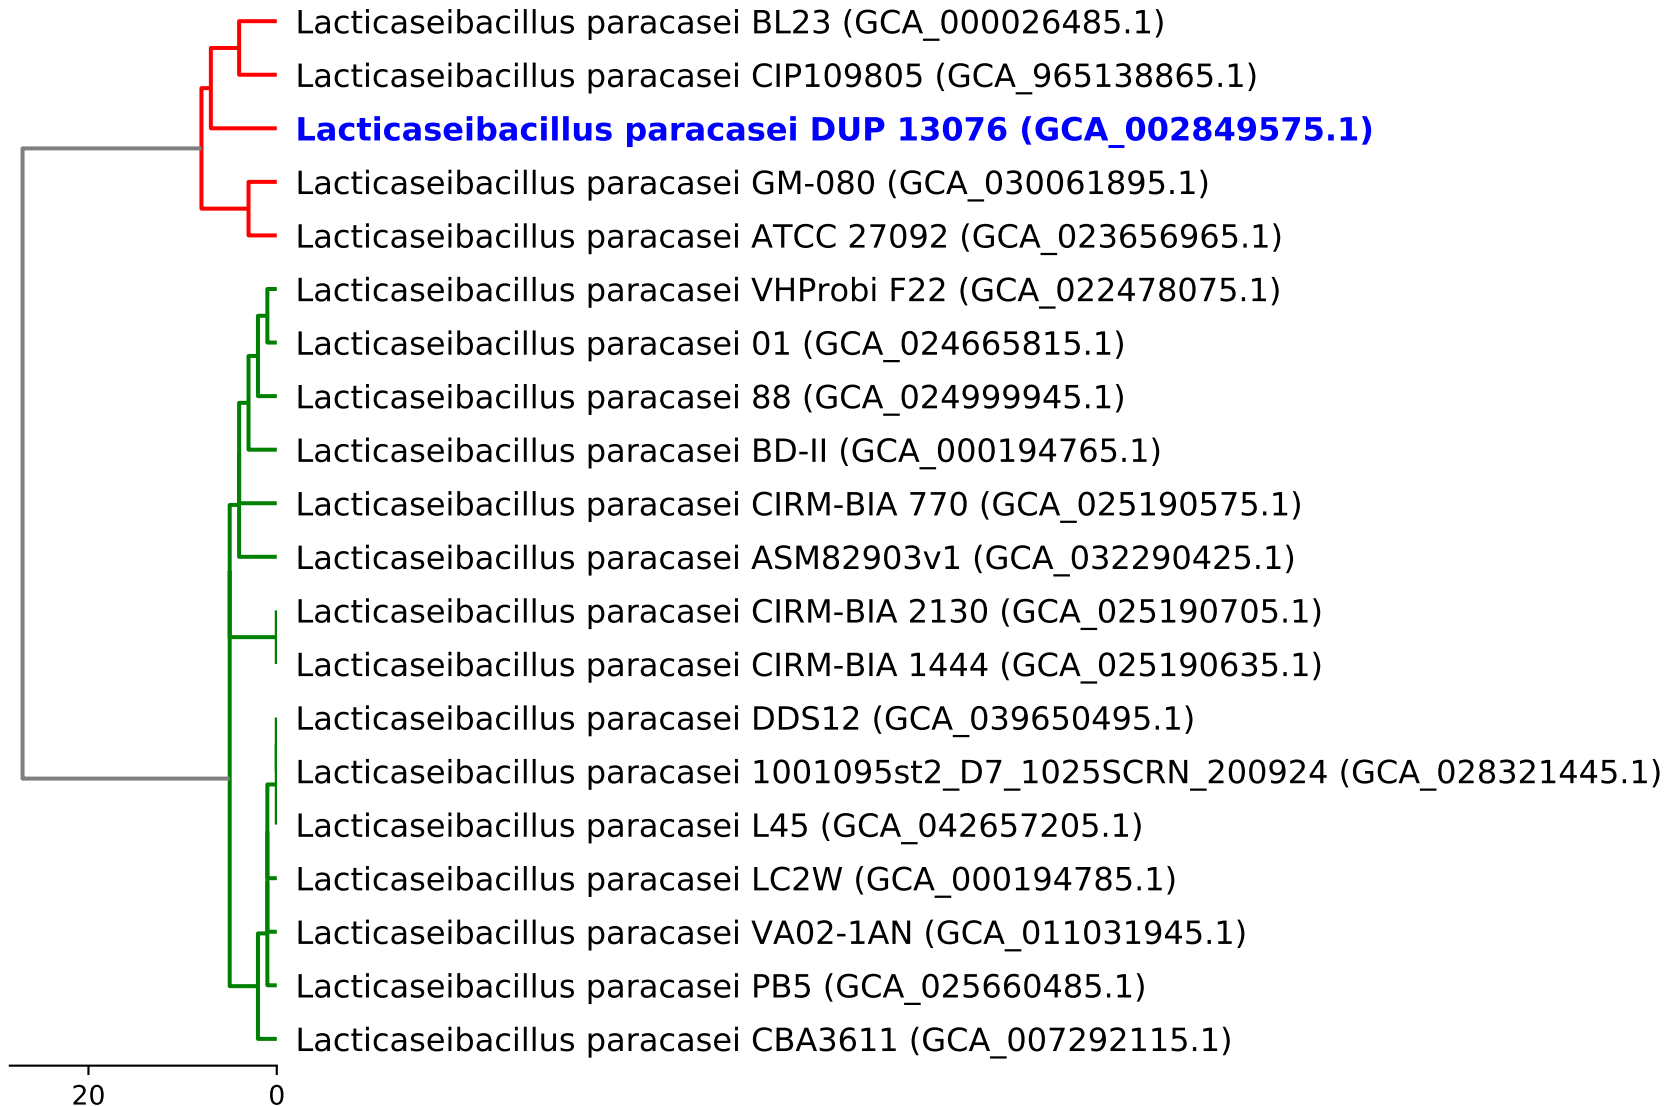 Lacticaseibacillus paracasei BL23 (GCA_000026485.1)
Lacticaseibacillus paracasei CIP109805 (GCA_965138865.1)
Lacticaseibacillus paracasei DUP 13076 (GCA_002849575.1)
Lacticaseibacillus paracasei GM-080 (GCA_030061895.1)
Lacticaseibacillus paracasei ATCC 27092 (GCA_023656965.1)
Lacticaseibacillus paracasei VHProbi F22 (GCA_022478075.1)
Lacticaseibacillus paracasei 01 (GCA_024665815.1)
Lacticaseibacillus paracasei 88 (GCA_024999945.1)
Lacticaseibacillus paracasei BD-II (GCA_000194765.1)
Lacticaseibacillus paracasei CIRM-BIA 770 (GCA_025190575.1)
Lacticaseibacillus paracasei ASM82903v1 (GCA_032290425.1)
Lacticaseibacillus paracasei CIRM-BIA 2130 (GCA_025190705.1)
Lacticaseibacillus paracasei CIRM-BIA 1444 (GCA_025190635.1)
Lacticaseibacillus paracasei DDS12 (GCA_039650495.1)
Lacticaseibacillus paracasei 1001095st2_D7_1025SCRN_200924 (GCA_028321445.1)
Lacticaseibacillus paracasei L45 (GCA_042657205.1)
Lacticaseibacillus paracasei LC2W (GCA_000194785.1)
Lacticaseibacillus paracasei VA02-1AN (GCA_011031945.1)
Lacticaseibacillus paracasei PB5 (GCA_025660485.1)
Lacticaseibacillus paracasei CBA3611 (GCA_007292115.1)
20 0